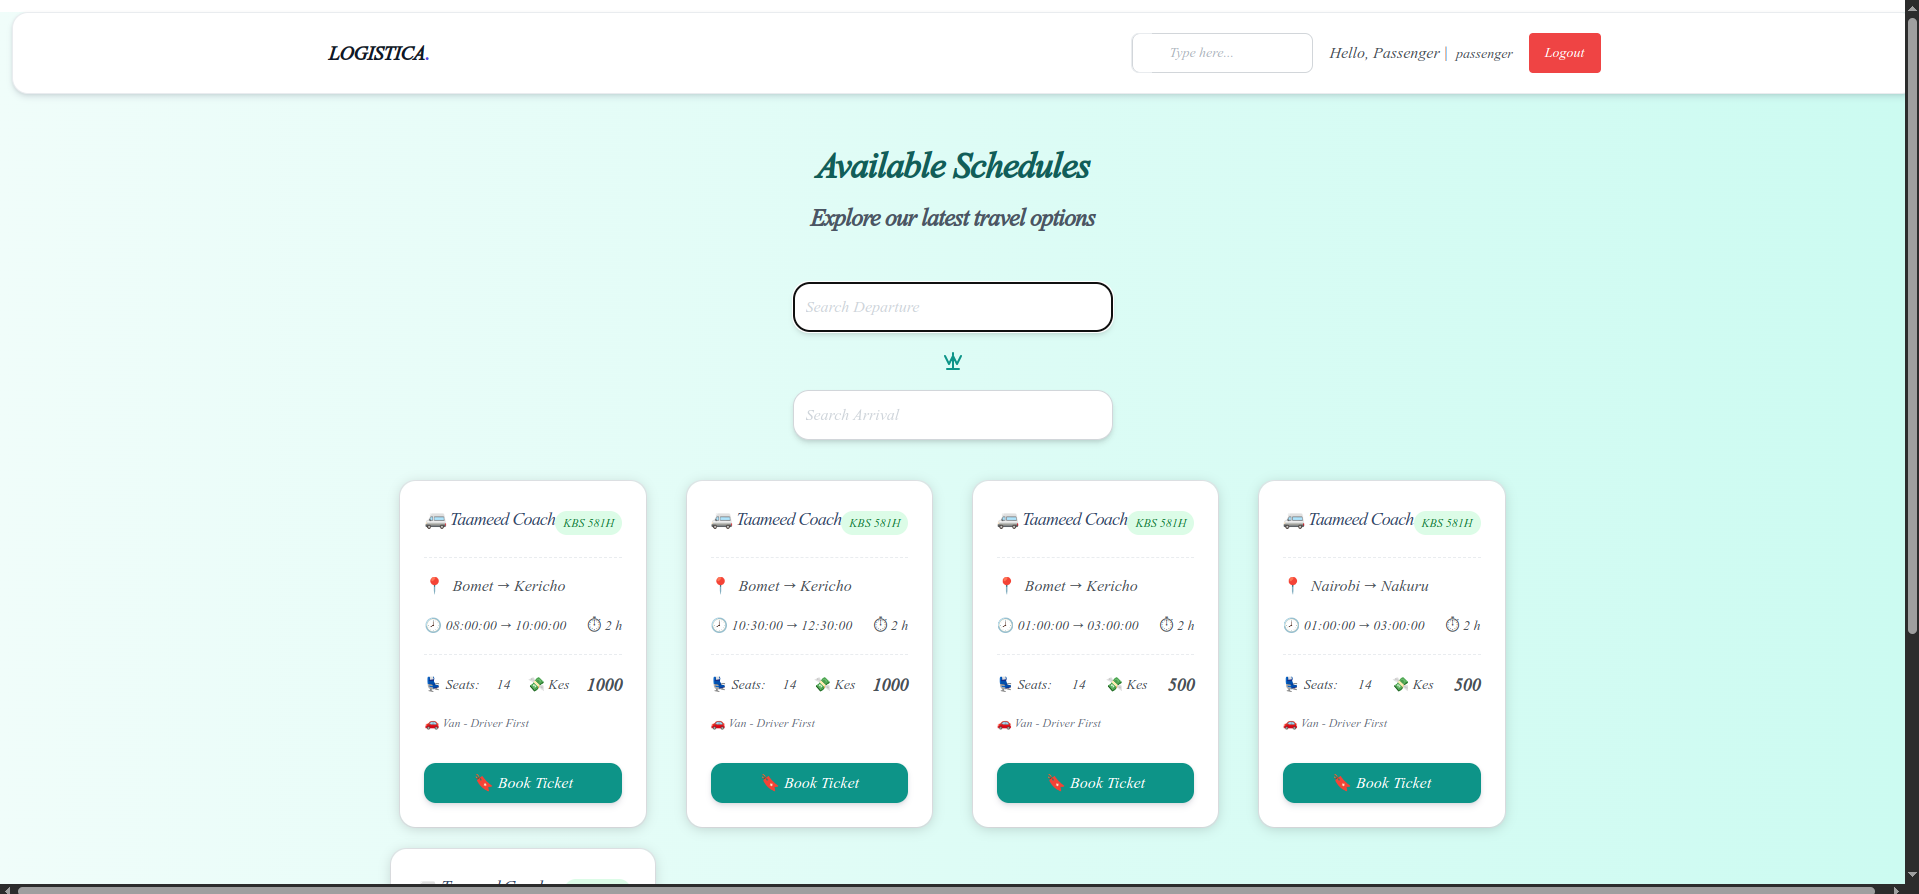 LOGISTICA.
Type here...
Hello, Passenger | passenger
Logout
Available Schedules
Explore our latest travel options
Search Departure
Search Arrival
Taameed Coach KBS 581H
Bomet → Kericho
08:00:00 → 10:00:00 2 h
Seats: 14 Kes 1000
Van - Driver First
Book Ticket
Taameed Coach KBS 581H
Bomet → Kericho
10:30:00 → 12:30:00 2 h
Seats: 14 Kes 1000
Van - Driver First
Book Ticket
Taameed Coach KBS 581H
Bomet → Kericho
01:00:00 → 03:00:00 2 h
Seats: 14 Kes 500
Van - Driver First
Book Ticket
Taameed Coach KBS 581H
Nairobi → Nakuru
01:00:00 → 03:00:00 2 h
Seats: 14 Kes 500
Van - Driver First
Book Ticket